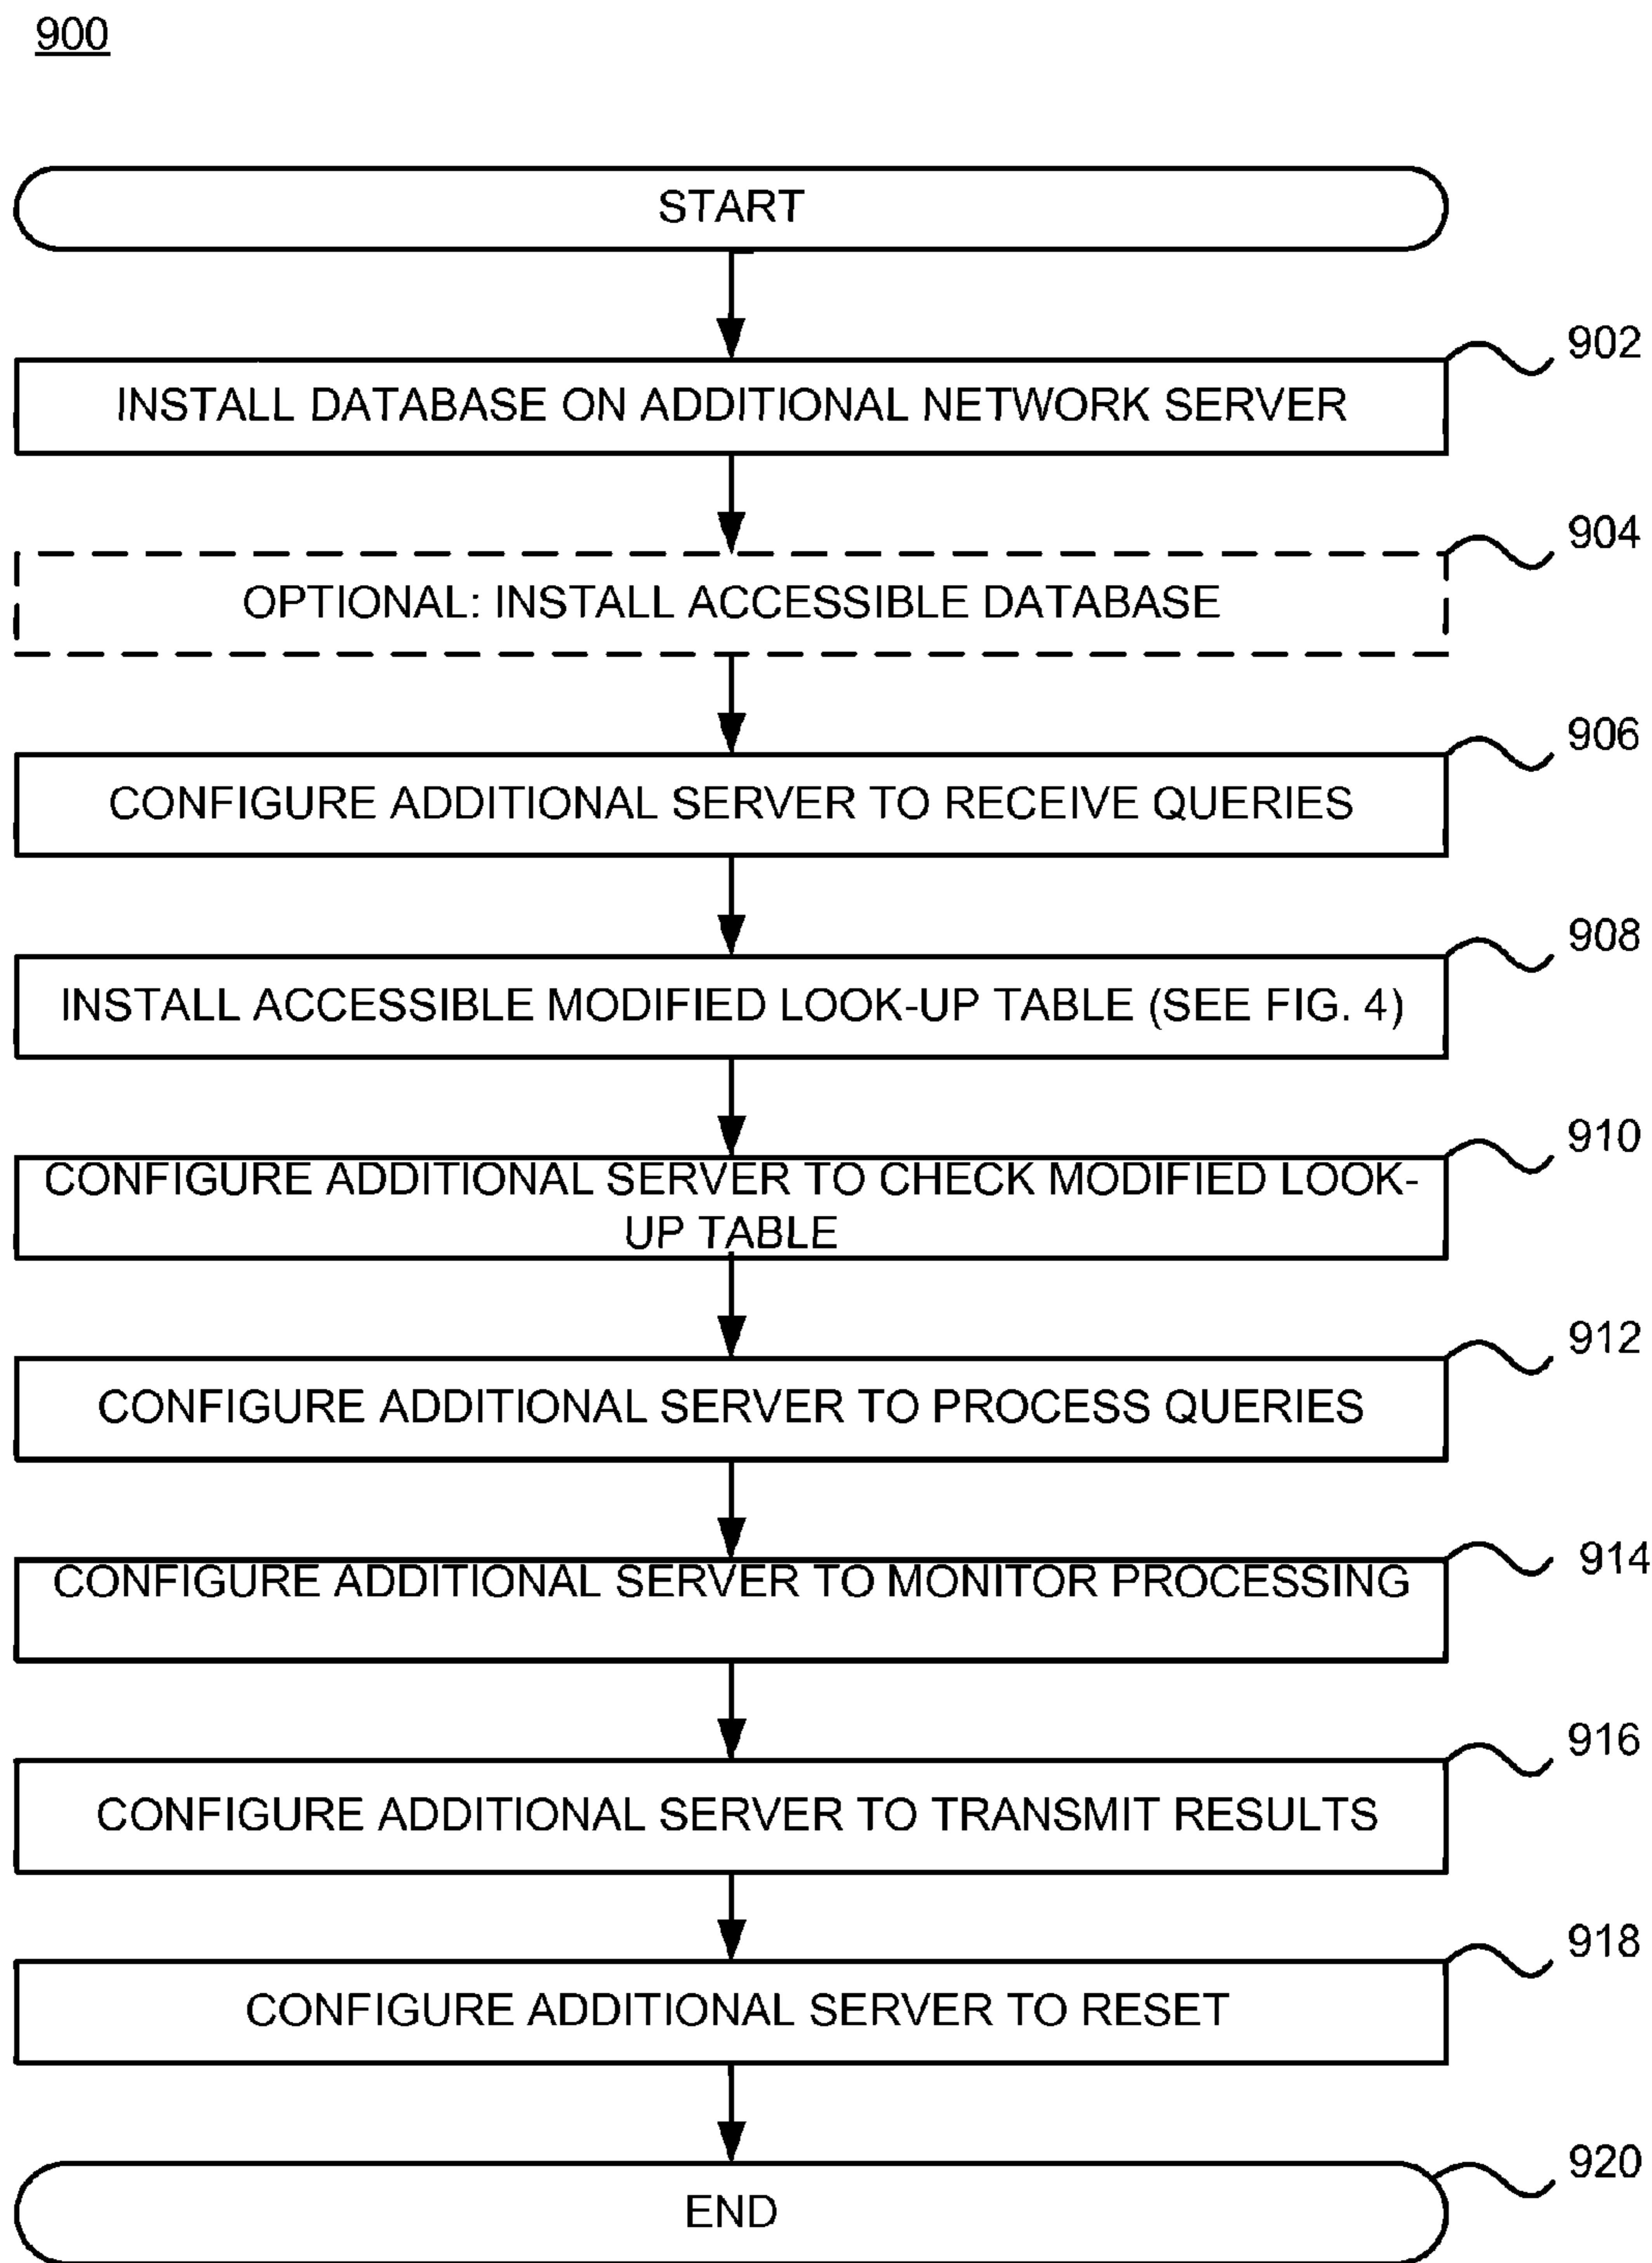 900
START
902
INSTALL DATABASE ON ADDITIONAL NETWORK SERVER
904
OPTIONAL: INSTALL ACCESSIBLE DATABASE
906
CONFIGURE ADDITIONAL SERVER TO RECEIVE QUERIES
908
INSTALL ACCESSIBLE MODIFIED LOOK-UP TABLE (SEE FIG. 4)
910
CONFIGURE ADDITIONAL SERVER TO CHECK MODIFIED LOOK-
UP TABLE
912
CONFIGURE ADDITIONAL SERVER TO PROCESS QUERIES
914
CONFIGURE ADDITIONAL SERVER TO MONITOR PROCESSING
916
CONFIGURE ADDITIONAL SERVER TO TRANSMIT RESULTS
918
CONFIGURE ADDITIONAL SERVER TO RESET
920
END